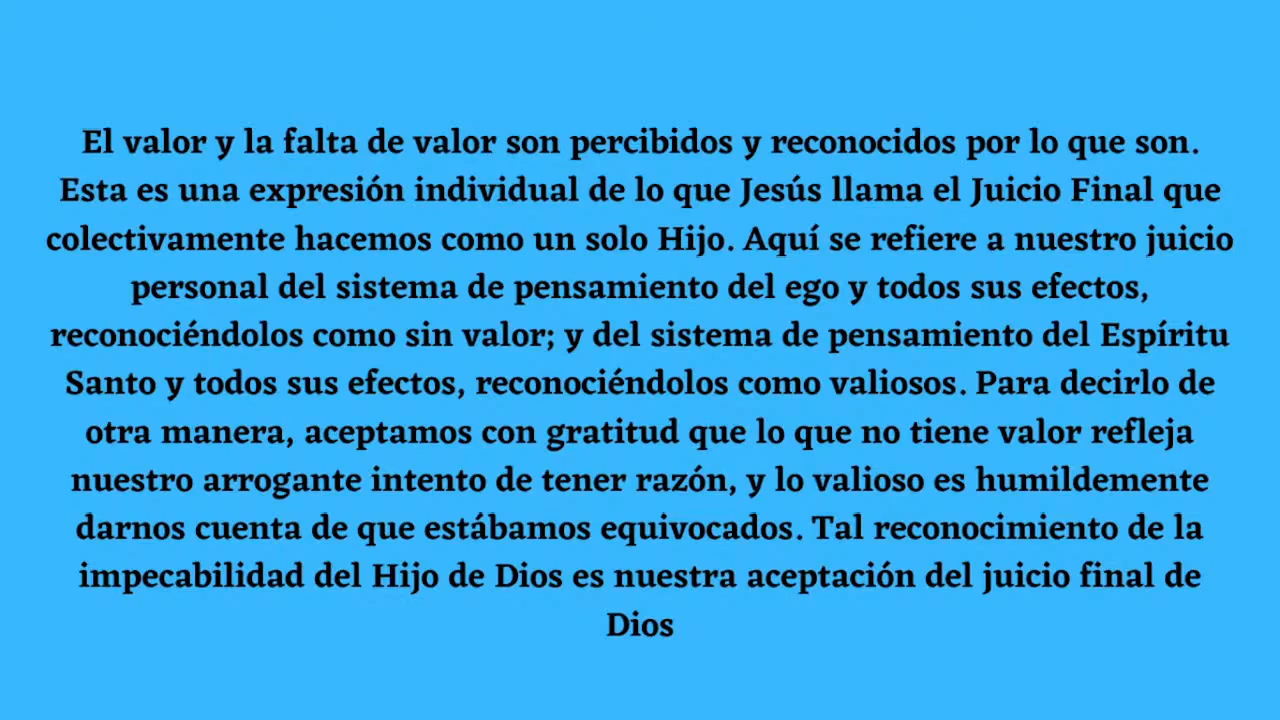 El valor y la falta de valor son percibidos y reconocidos por lo que son.
Esta es una expresión individual de lo que Jesús llama el Juicio Final que
colectivamente hacemos como un solo Hijo. Aquí se refiere a nuestro juicio
personal del sistema de pensamiento del ego y todos sus efectos,
reconociéndolos como sin valor; y del sistema de pensamiento del Espíritu
Santo y todos sus efectos, reconociéndolos como valiosos. Para decirlo de
otra manera, aceptamos con gratitud que lo que no tiene valor refleja
nuestro arrogante intento de tener razón, y lo valioso es humildemente
darnos cuenta de que estábamos equivocados. Tal reconocimiento de la
impecabilidad del Hijo de Dios es nuestra aceptación del juicio final de
Dios